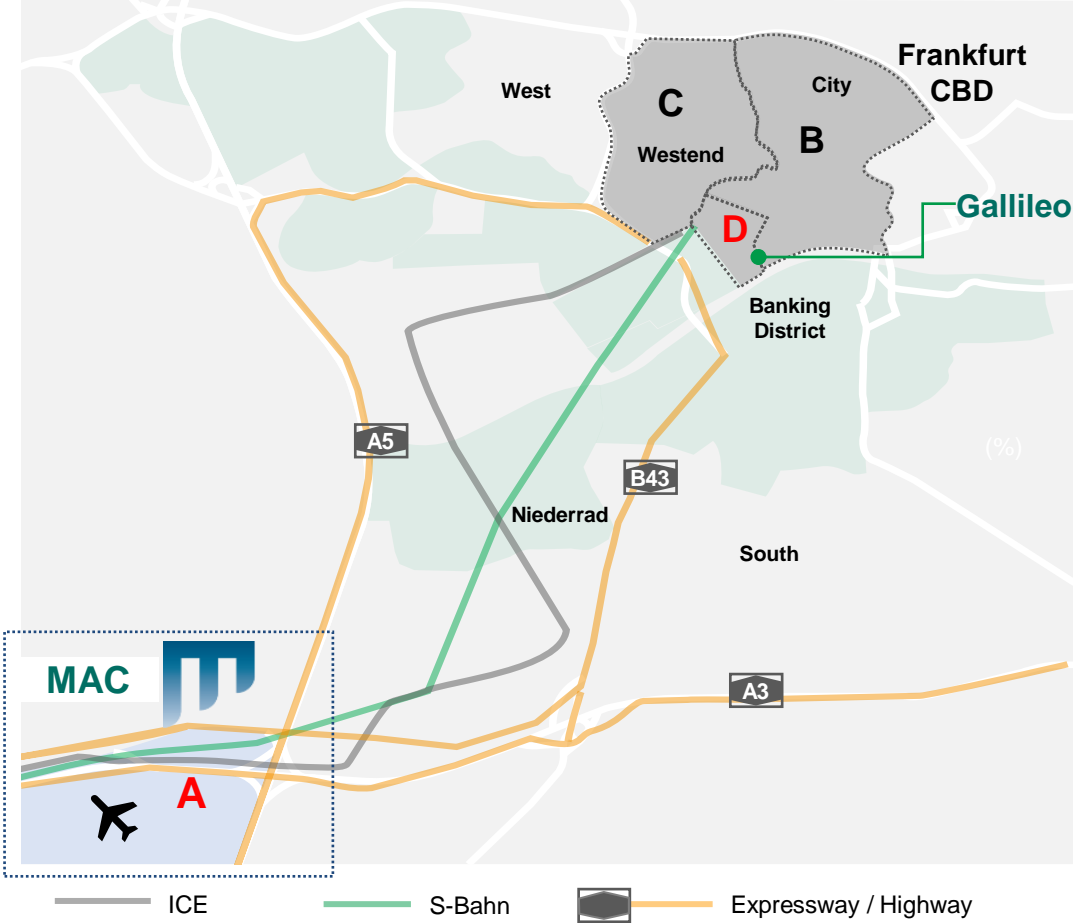 Frankfurt
CBD
City
West
C
B
Westend
Gallileo
D
Banking
District
A5
(%)
B43
Niederrad
South
MAC
A3
A
ICE
S-Bahn
Expressway / Highway